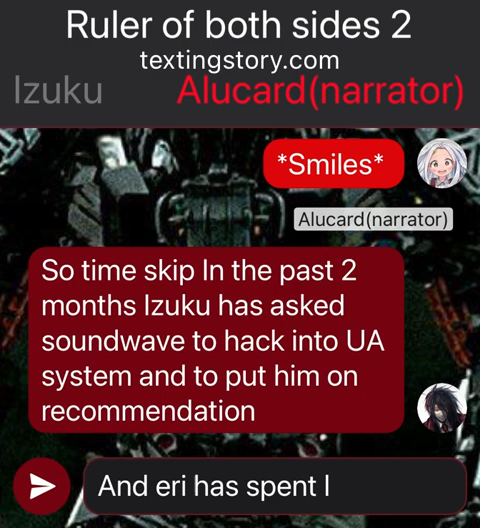 Ruler of both sides 2
textingstory.com
Izuku Alucard(narrator)
*Smiles*
Alucard(narrator)
So time skip In the past 2
months Izuku has asked
soundwave to hack into UA
system and to put him on
recommendation
And eri has spent l